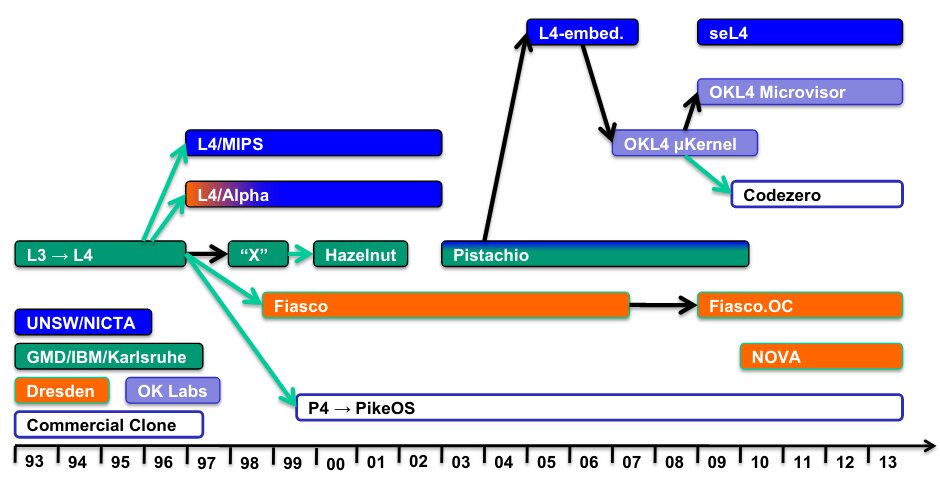 L4-embed.
seL4
OKL4 Microvisor
L4/MIPS
OKL4 µKernel
L4/Alpha
Codezero
L3 → L4
“X”
Hazelnut
Pistachio
Fiasco
Fiasco.OC
UNSW/NICTA
GMD/IBM/Karlsruhe
NOVA
Dresden
OK Labs
P4 → PikeOS
Commercial Clone
93 94 95 96 97 98 99 00 01 02 03 04 05 06 07 08 09 10 11 12 13